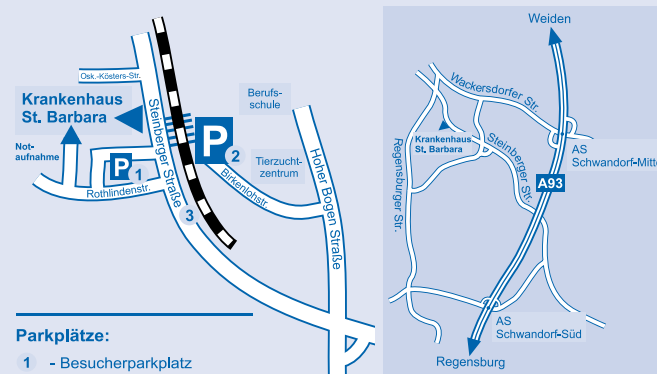 Osk.-Kösters-Str.
Krankenhaus
St. Barbara
Not-
aufnahme
P
1
Rothlindenstr.
Steinberger Straße
3
P
2
Birkenlohstr.
Berufs-
schule
Tierzucht-
zentrum
Hoher Bogen Straße
Parkplätze:
1 - Besucherparkplatz
Weiden
Wackersdorfer Str.
Krankenhaus
St. Barbara
Steinberger Str.
Regensburger Str.
AS
Schwandorf-Mitte
A93
AS
Schwandorf-Süd
Regensburg